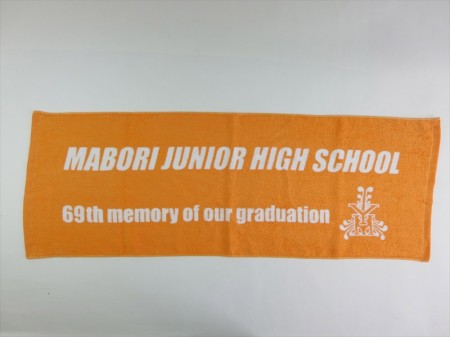 MABORI JUNIOR HIGH SCHOOL
69th memory of our graduation